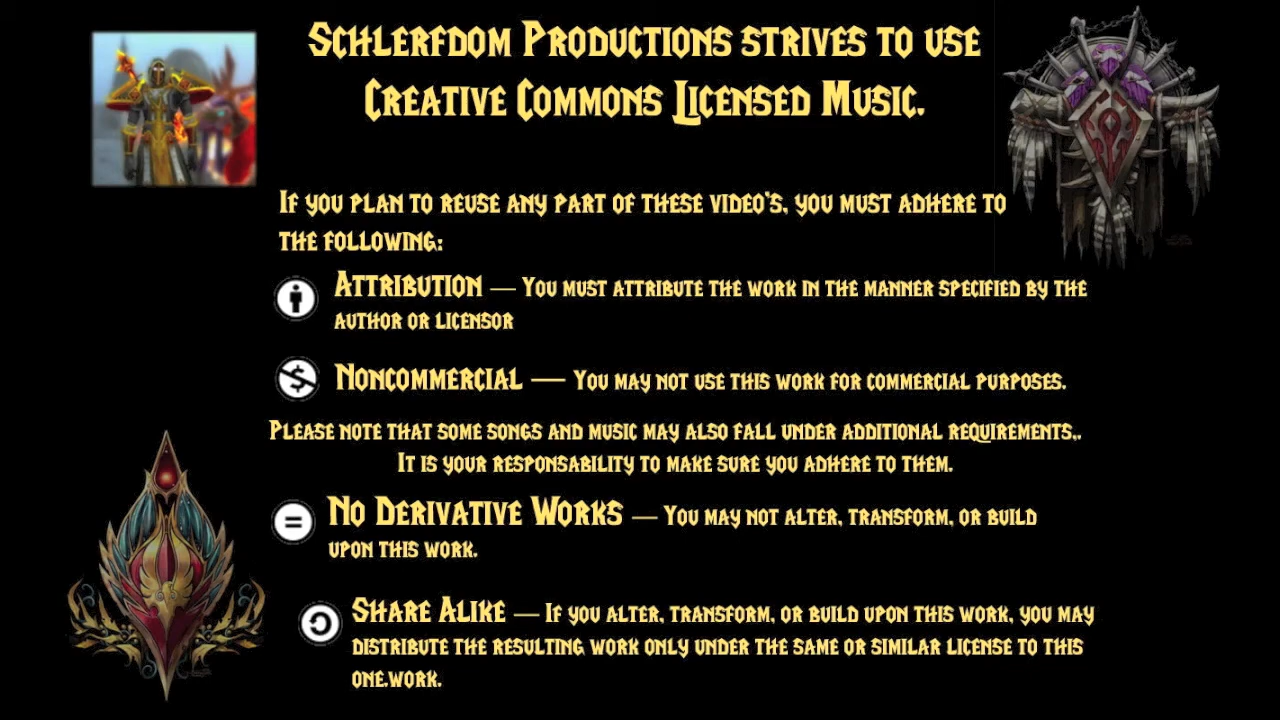 Schlerfdom Productions strives to use
Creative Commons Licensed Music.
If you plan to reuse any part of these video's, you must adhere to
the following:
Attribution — You must attribute the work in the manner specified by the
author or licensor
Noncommercial — You may not use this work for commercial purposes.
Please note that some songs and music may also fall under additional requirements,.
It is your responsability to make sure you adhere to them.
No Derivative Works — You may not alter, transform, or build
upon this work.
Share Alike — If you alter, transform, or build upon this work, you may
distribute the resulting work only under the same or similar license to this
one.work.